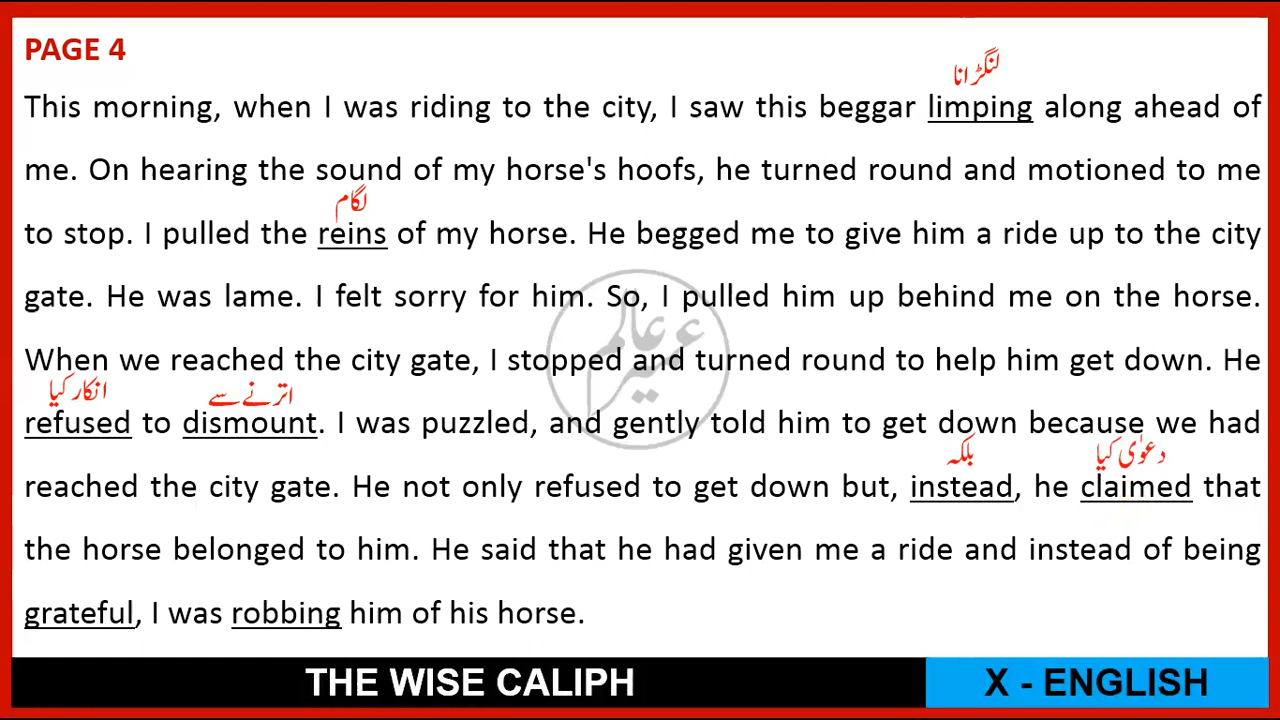 PAGE 4
لنگڑانا
This morning, when I was riding to the city, I saw this beggar limping along ahead of
me. On hearing the sound of my horse's hoofs, he turned round and motioned to me
لگام
to stop. I pulled the reins of my horse. He begged me to give him a ride up to the city
gate. He was lame. I felt sorry for him. So, I pulled him up behind me on the horse.
When we reached the city gate, I stopped and turned round to help him get down. He
انکار کیا اترنے سے
refused to dismount. I was puzzled, and gently told him to get down because we had
بلکہ دعویٰ کیا
reached the city gate. He not only refused to get down but, instead, he claimed that
the horse belonged to him. He said that he had given me a ride and instead of being
grateful, I was robbing him of his horse.
THE WISE CALIPH X - ENGLISH